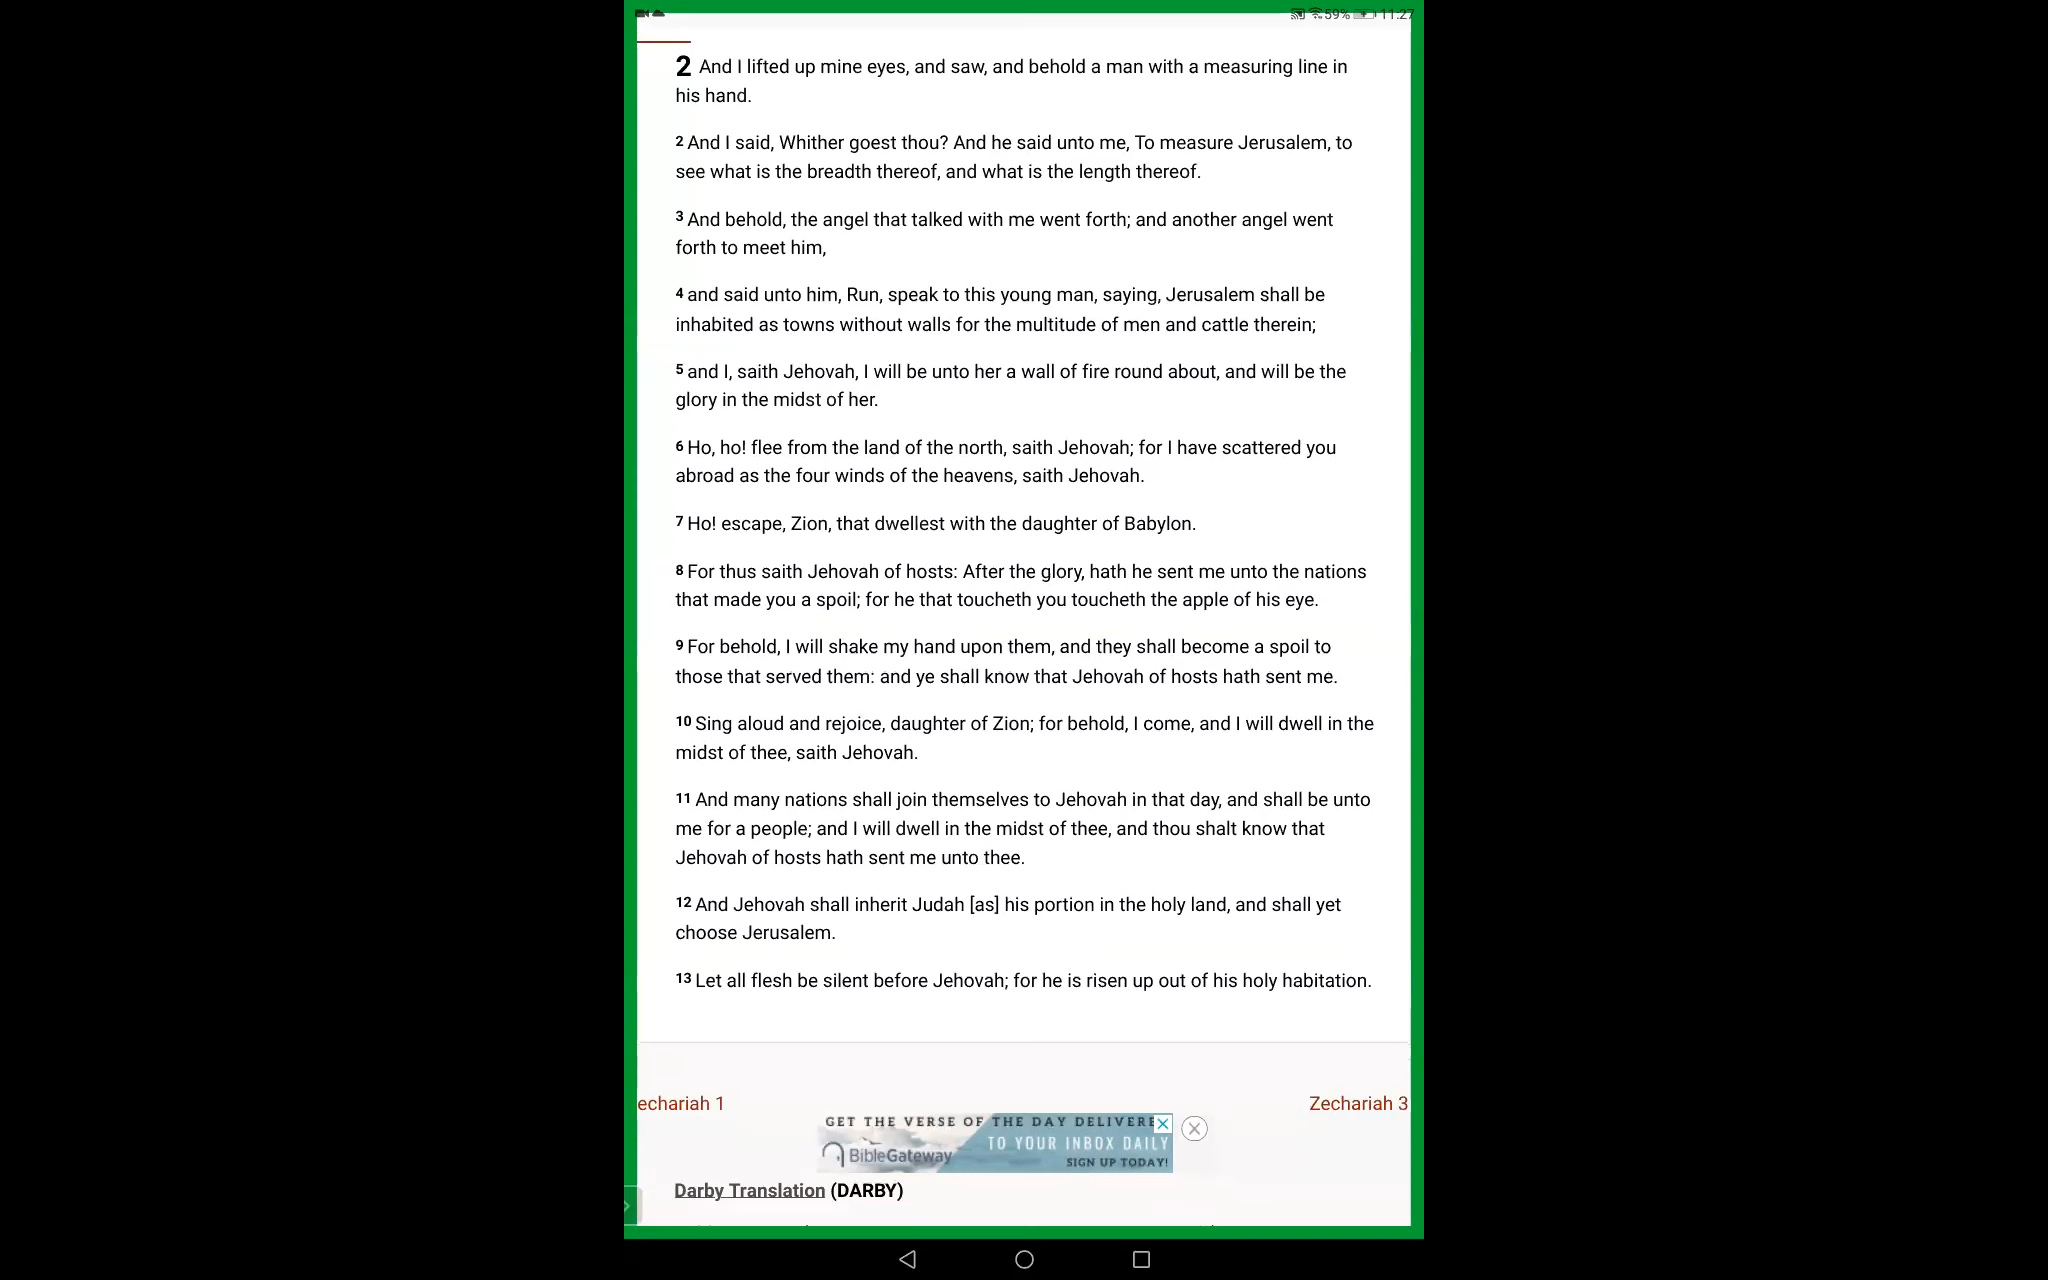 59% 11:27
2 And I lifted up mine eyes, and saw, and behold a man with a measuring line in
his hand.
2 And I said, Whither goest thou? And he said unto me, To measure Jerusalem, to
see what is the breadth thereof, and what is the length thereof.
3 And behold, the angel that talked with me went forth; and another angel went
forth to meet him,
4 and said unto him, Run, speak to this young man, saying, Jerusalem shall be
inhabited as towns without walls for the multitude of men and cattle therein;
5 and I, saith Jehovah, I will be unto her a wall of fire round about, and will be the
glory in the midst of her.
6 Ho, ho! flee from the land of the north, saith Jehovah; for I have scattered you
abroad as the four winds of the heavens, saith Jehovah.
7 Ho! escape, Zion, that dwellest with the daughter of Babylon.
8 For thus saith Jehovah of hosts: After the glory, hath he sent me unto the nations
that made you a spoil; for he that toucheth you toucheth the apple of his eye.
9 For behold, I will shake my hand upon them, and they shall become a spoil to
those that served them: and ye shall know that Jehovah of hosts hath sent me.
10 Sing aloud and rejoice, daughter of Zion; for behold, I come, and I will dwell in the
midst of thee, saith Jehovah.
11 And many nations shall join themselves to Jehovah in that day, and shall be unto
me for a people; and I will dwell in the midst of thee, and thou shalt know that
Jehovah of hosts hath sent me unto thee.
12 And Jehovah shall inherit Judah [as] his portion in the holy land, and shall yet
choose Jerusalem.
13 Let all flesh be silent before Jehovah; for he is risen up out of his holy habitation.
echariah 1 Zechariah 3
GET THE VERSE OF THE DAY DELIVERE
TO YOUR INBOX DAILY
BibleGateway SIGN UP TODAY!
Darby Translation (DARBY)